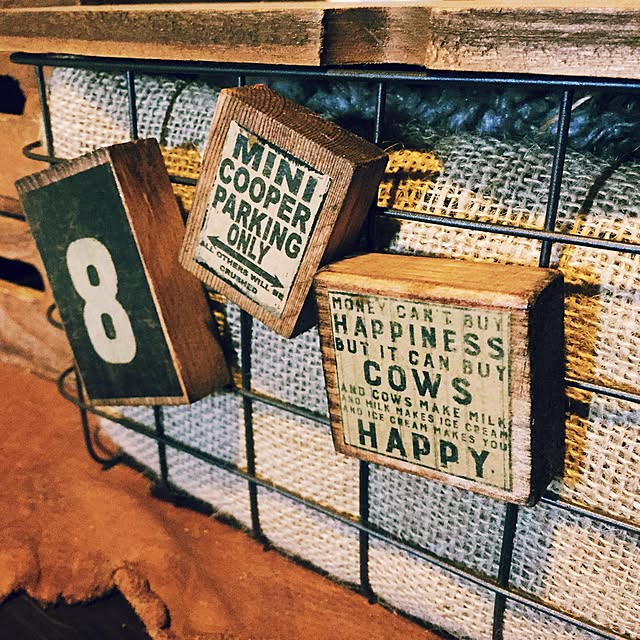 8
MINI
COOPER
PARKING
ONLY
ALL OTHERS WILL BE
CRUSHED
MONEY CAN'T BUY
HAPPINESS
BUT IT CAN BUY
COWS
AND COWS MAKE MILK
AND MILK MAKES ICE CREAM
AND ICE CREAM MAKES YOU
HAPPY